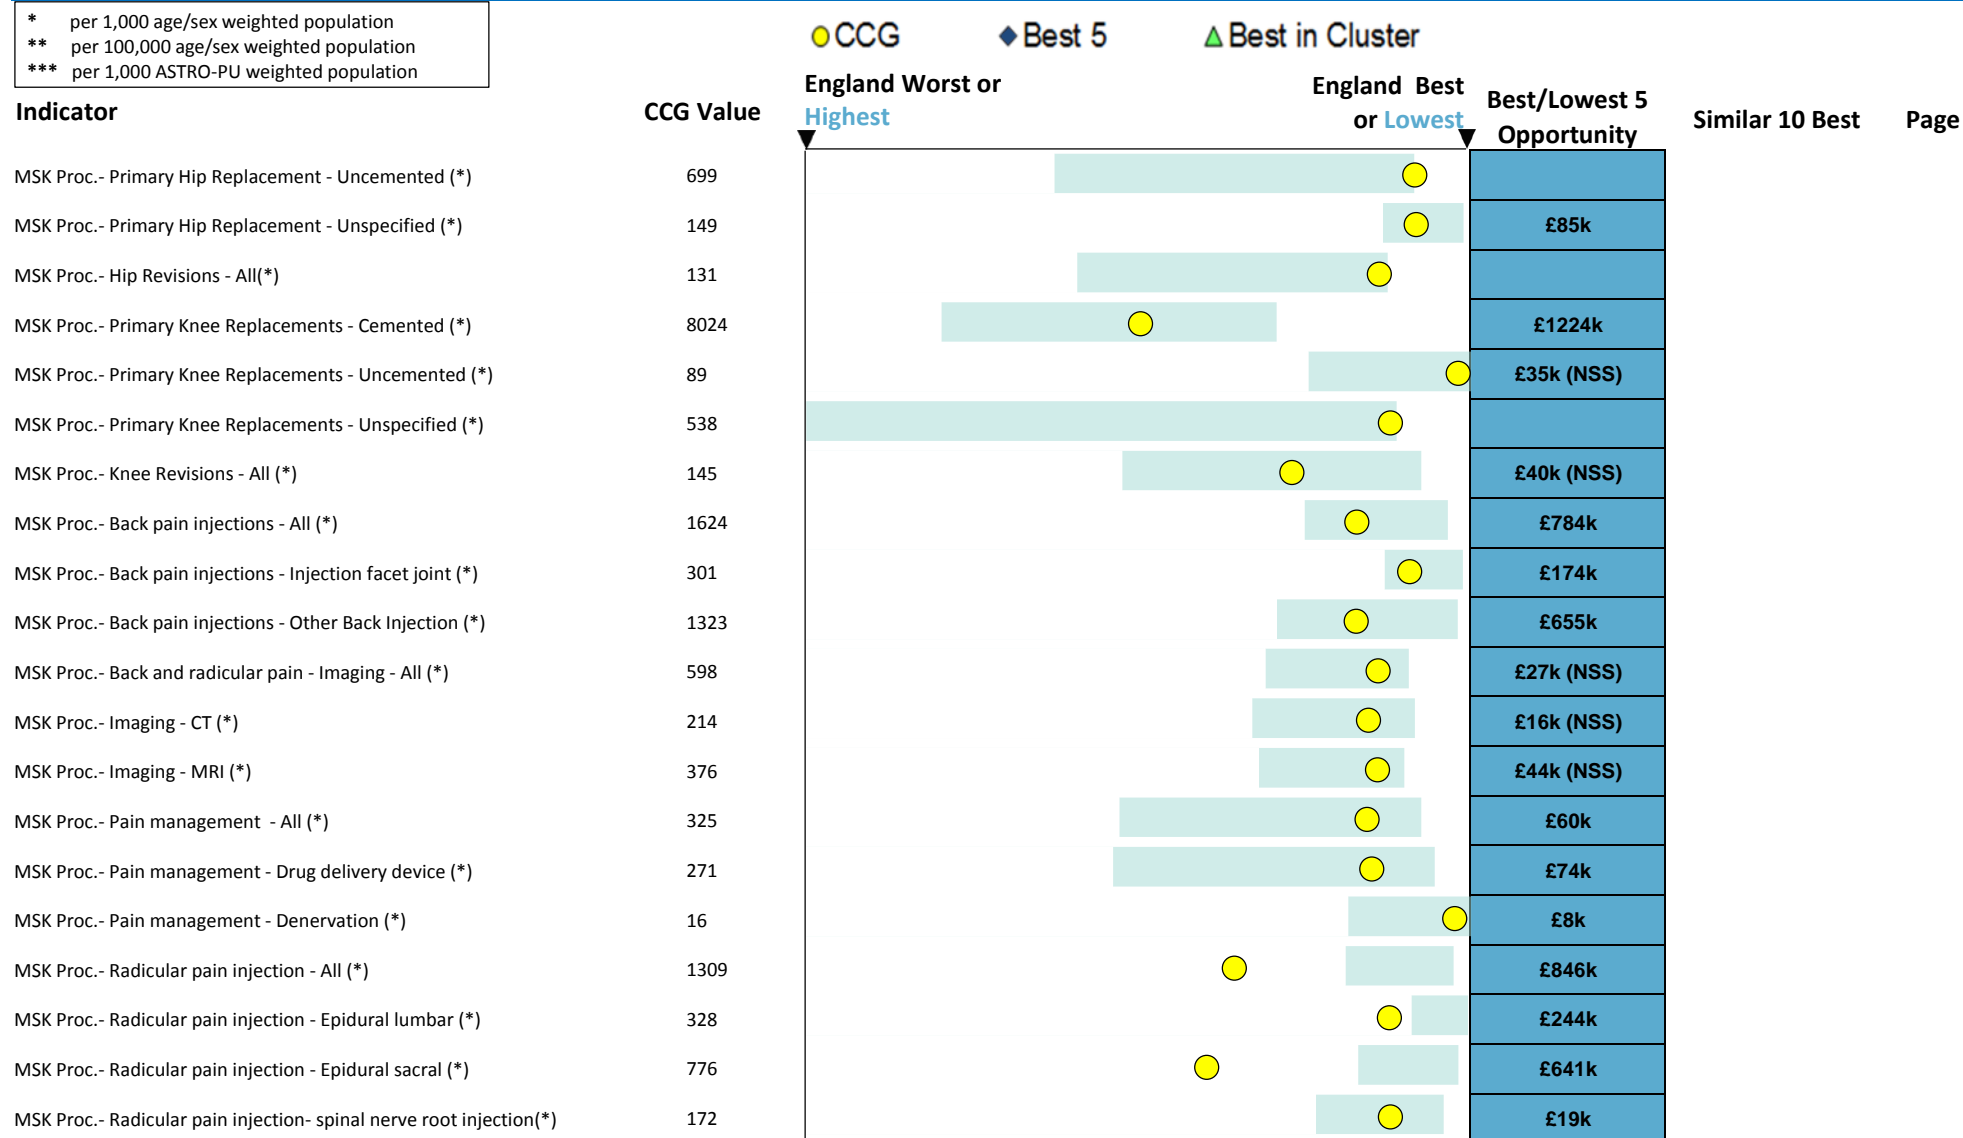 * per 1,000 age/sex weighted population
** per 100,000 age/sex weighted population
*** per 1,000 ASTRO-PU weighted population
CCG Best 5 Best in Cluster
Indicator CCG Value England Worst or Highest England Best or Lowest Best/Lowest 5 Opportunity Similar 10 Best Page
MSK Proc.- Primary Hip Replacement - Uncemented (*) 699
MSK Proc.- Primary Hip Replacement - Unspecified (*) 149 £85k
MSK Proc.- Hip Revisions - All(*) 131
MSK Proc.- Primary Knee Replacements - Cemented (*) 8024 £1224k
MSK Proc.- Primary Knee Replacements - Uncemented (*) 89 £35k (NSS)
MSK Proc.- Primary Knee Replacements - Unspecified (*) 538
MSK Proc.- Knee Revisions - All (*) 145 £40k (NSS)
MSK Proc.- Back pain injections - All (*) 1624 £784k
MSK Proc.- Back pain injections - Injection facet joint (*) 301 £174k
MSK Proc.- Back pain injections - Other Back Injection (*) 1323 £655k
MSK Proc.- Back and radicular pain - Imaging - All (*) 598 £27k (NSS)
MSK Proc.- Imaging - CT (*) 214 £16k (NSS)
MSK Proc.- Imaging - MRI (*) 376 £44k (NSS)
MSK Proc.- Pain management - All (*) 325 £60k
MSK Proc.- Pain management - Drug delivery device (*) 271 £74k
MSK Proc.- Pain management - Denervation (*) 16 £8k
MSK Proc.- Radicular pain injection - All (*) 1309 £846k
MSK Proc.- Radicular pain injection - Epidural lumbar (*) 328 £244k
MSK Proc.- Radicular pain injection - Epidural sacral (*) 776 £641k
MSK Proc.- Radicular pain injection- spinal nerve root injection(*) 172 £19k